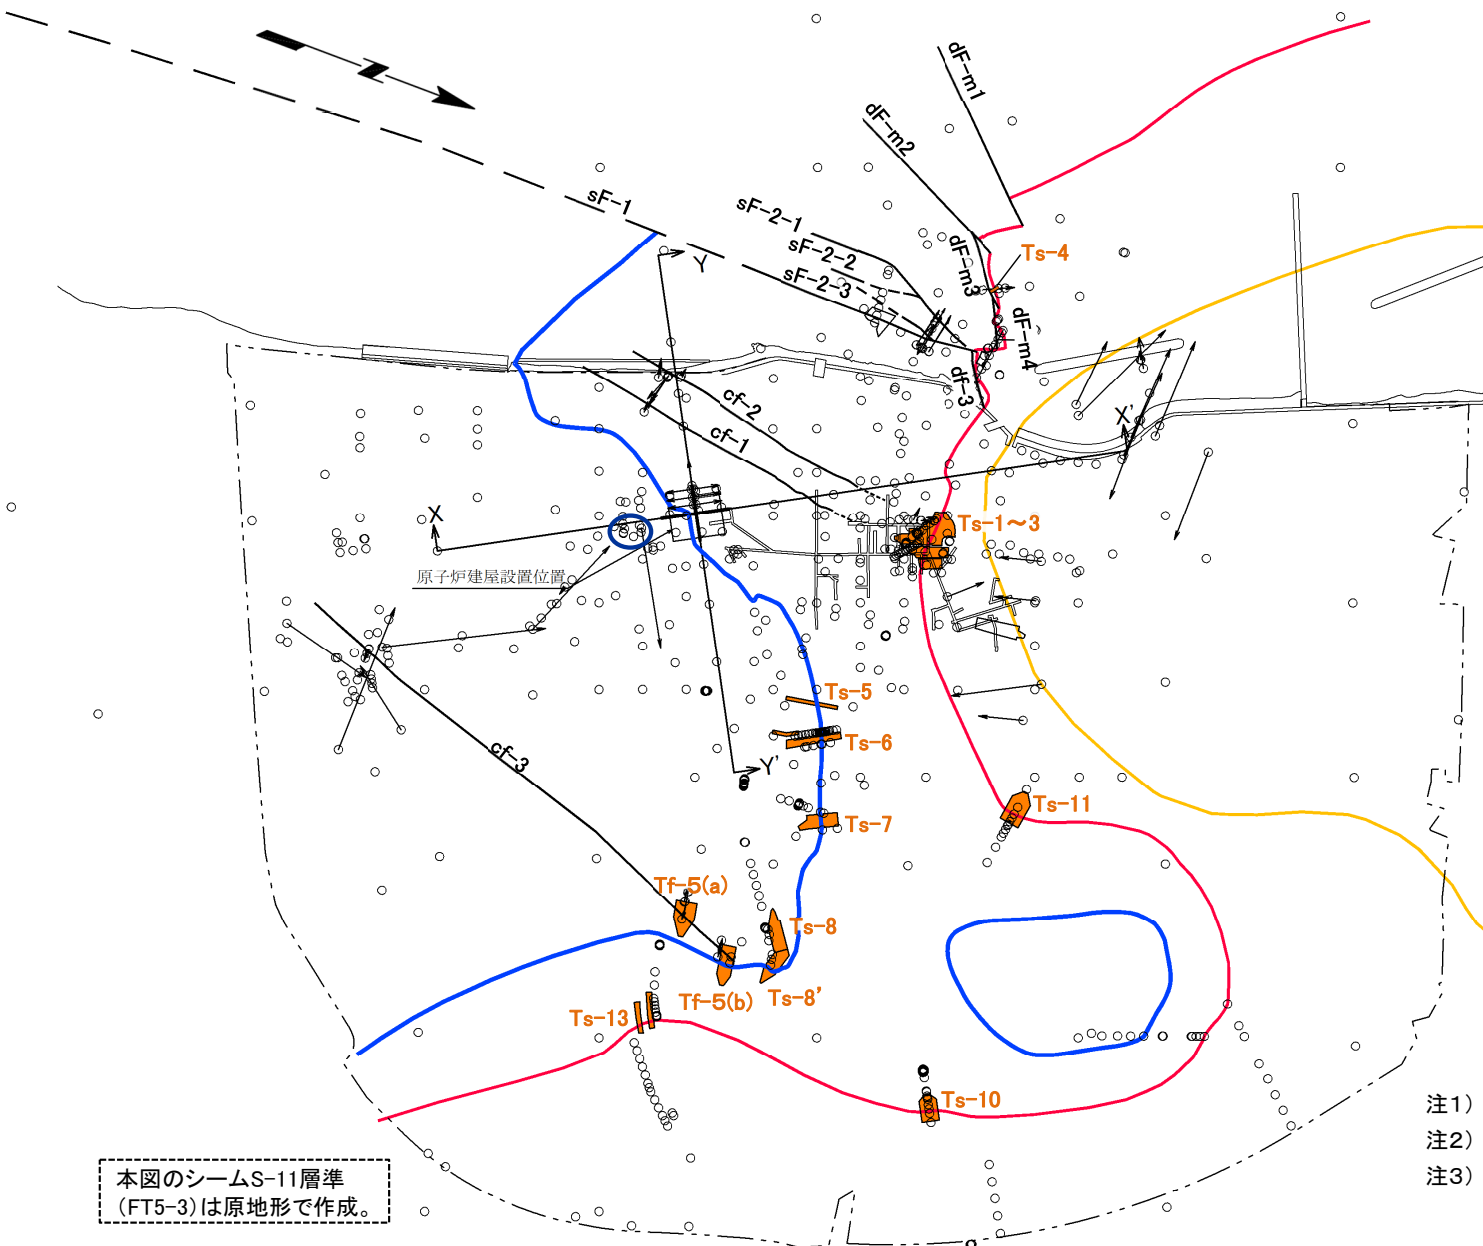 dF-m1
dF-m2
sF-1
sF-2-1
sF-2-2
sF-2-3
dF-m3
Ts-4
dF-m4
Y
df-3
cf-2
cf-1
X'
X
Ts-1～3
原子炉建屋設置位置
Ts-5
Ts-6
cf-3
Y'
Ts-11
Ts-7
Tf-5(a)
Ts-8
Tf-5(b)
Ts-8'
Ts-13
Ts-10
注1）
注2）
注3）
本図のシームS-11層準
（FT5-3）は原地形で作成。